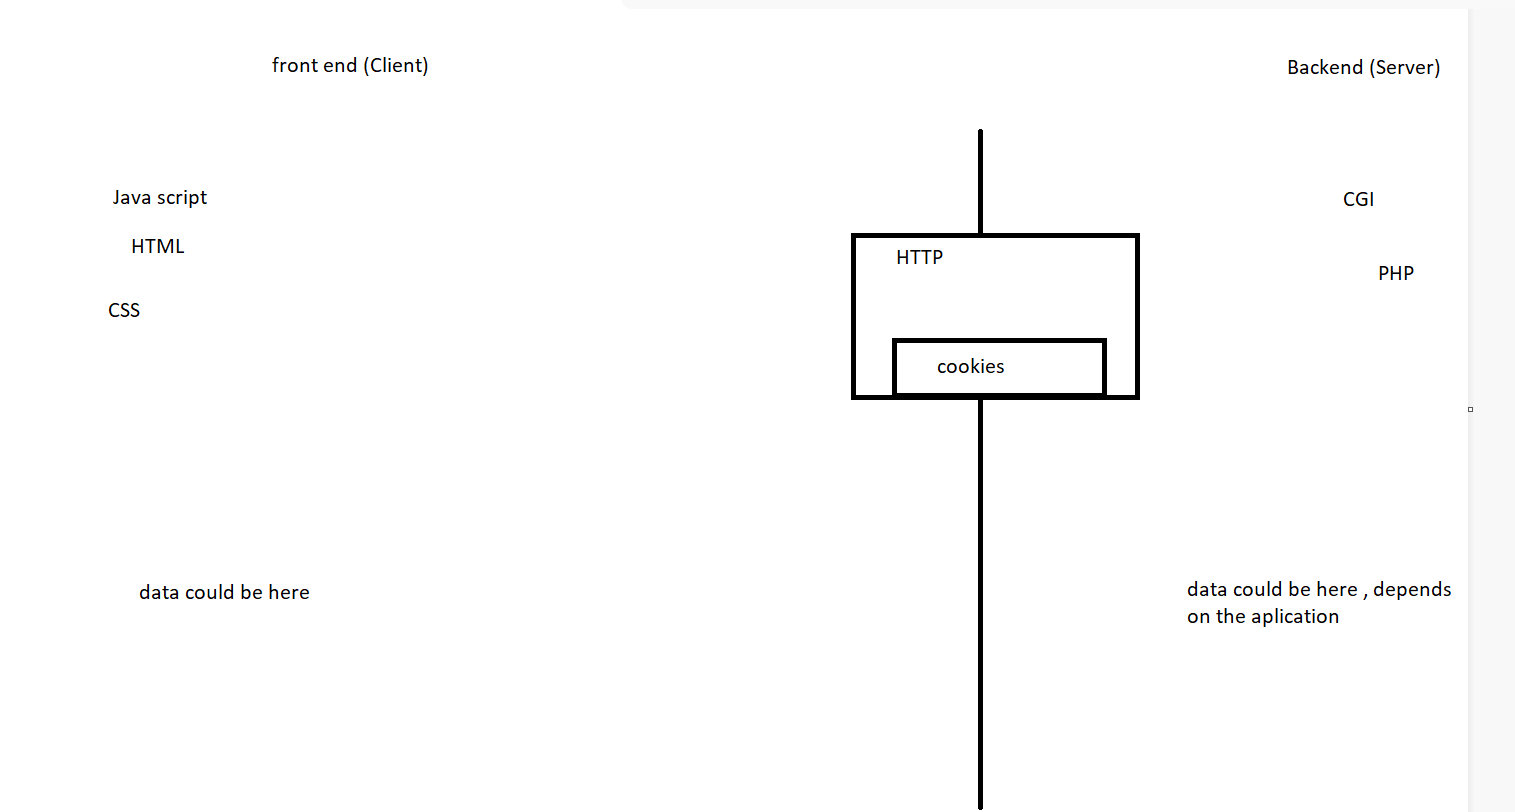 front end (Client)
Backend (Server)
Java script
CGI
HTML
HTTP
PHP
CSS
cookies
data could be here
data could be here , depends
on the aplication